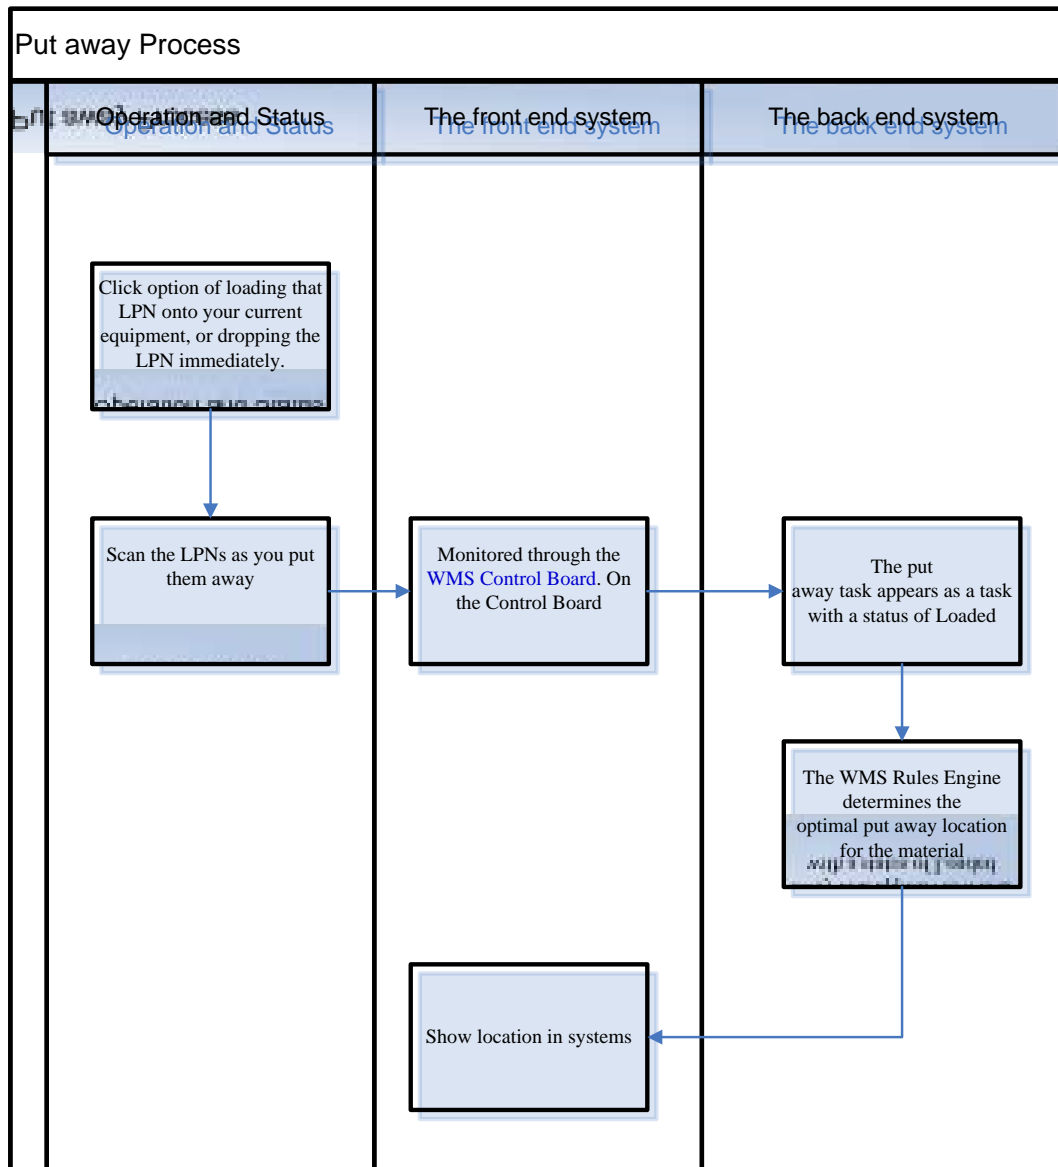 Put away Process
Operation and Status
The front end system
The back end system
Click option of loading that
LPN onto your current
equipment, or dropping the
LPN immediately.
Scan the LPNs as you put
them away
Monitored through the
WMS Control Board. On
the Control Board
The put
away task appears as a task
with a status of Loaded
The WMS Rules Engine
determines the
optimal put away location
for the material
Show location in systems